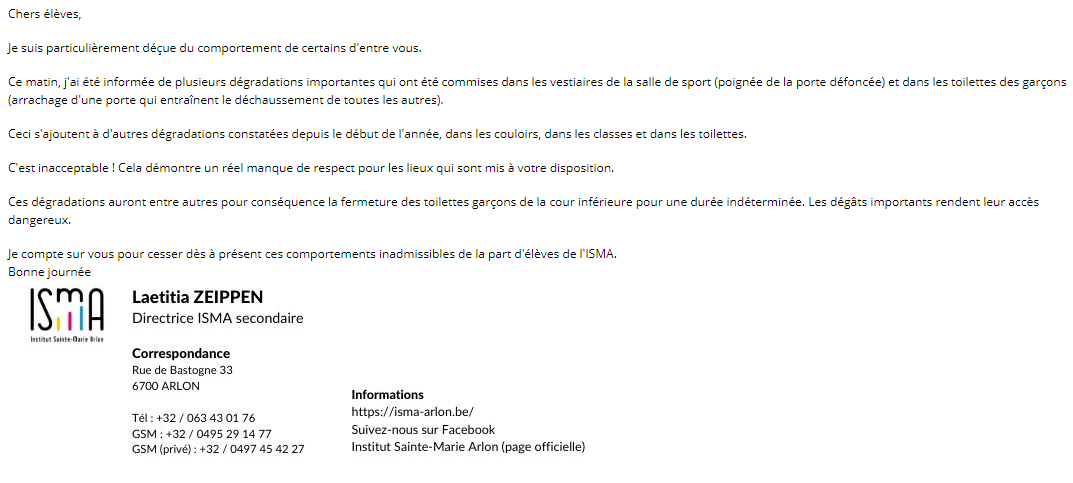 Chers élèves,
Je suis particulièrement déçue du comportement de certains d'entre vous.
Ce matin, j'ai été informée de plusieurs dégradations importantes qui ont été commises dans les vestiaires de la salle de sport (poignée de la porte défoncée) et dans les toilettes des garçons
(arrachage d'une porte qui entraînent le déchaussement de toutes les autres).
Ceci s'ajoutent à d'autres dégradations constatées depuis le début de l'année, dans les couloirs, dans les classes et dans les toilettes.
C'est inacceptable ! Cela démontre un réel manque de respect pour les lieux qui sont mis à votre disposition.
Ces dégradations auront entre autres pour conséquence la fermeture des toilettes garçons de la cour inférieure pour une durée indéterminée. Les dégâts importants rendent leur accès
dangereux.
Je compte sur vous pour cesser dès à présent ces comportements inadmissibles de la part d'élèves de l'ISMA.
Bonne journée
ISMA
Institut Sainte-Marie Arlon
Laetitia ZEIPPEN
Directrice ISMA secondaire
Correspondance
Rue de Bastogne 33
6700 ARLON
Tél : +32 / 063 43 01 76
GSM : +32 / 0495 29 14 77
GSM (privé) : +32 / 0497 45 42 27
Informations
https://isma-arlon.be/
Suivez-nous sur Facebook
Institut Sainte-Marie Arlon (page officielle)